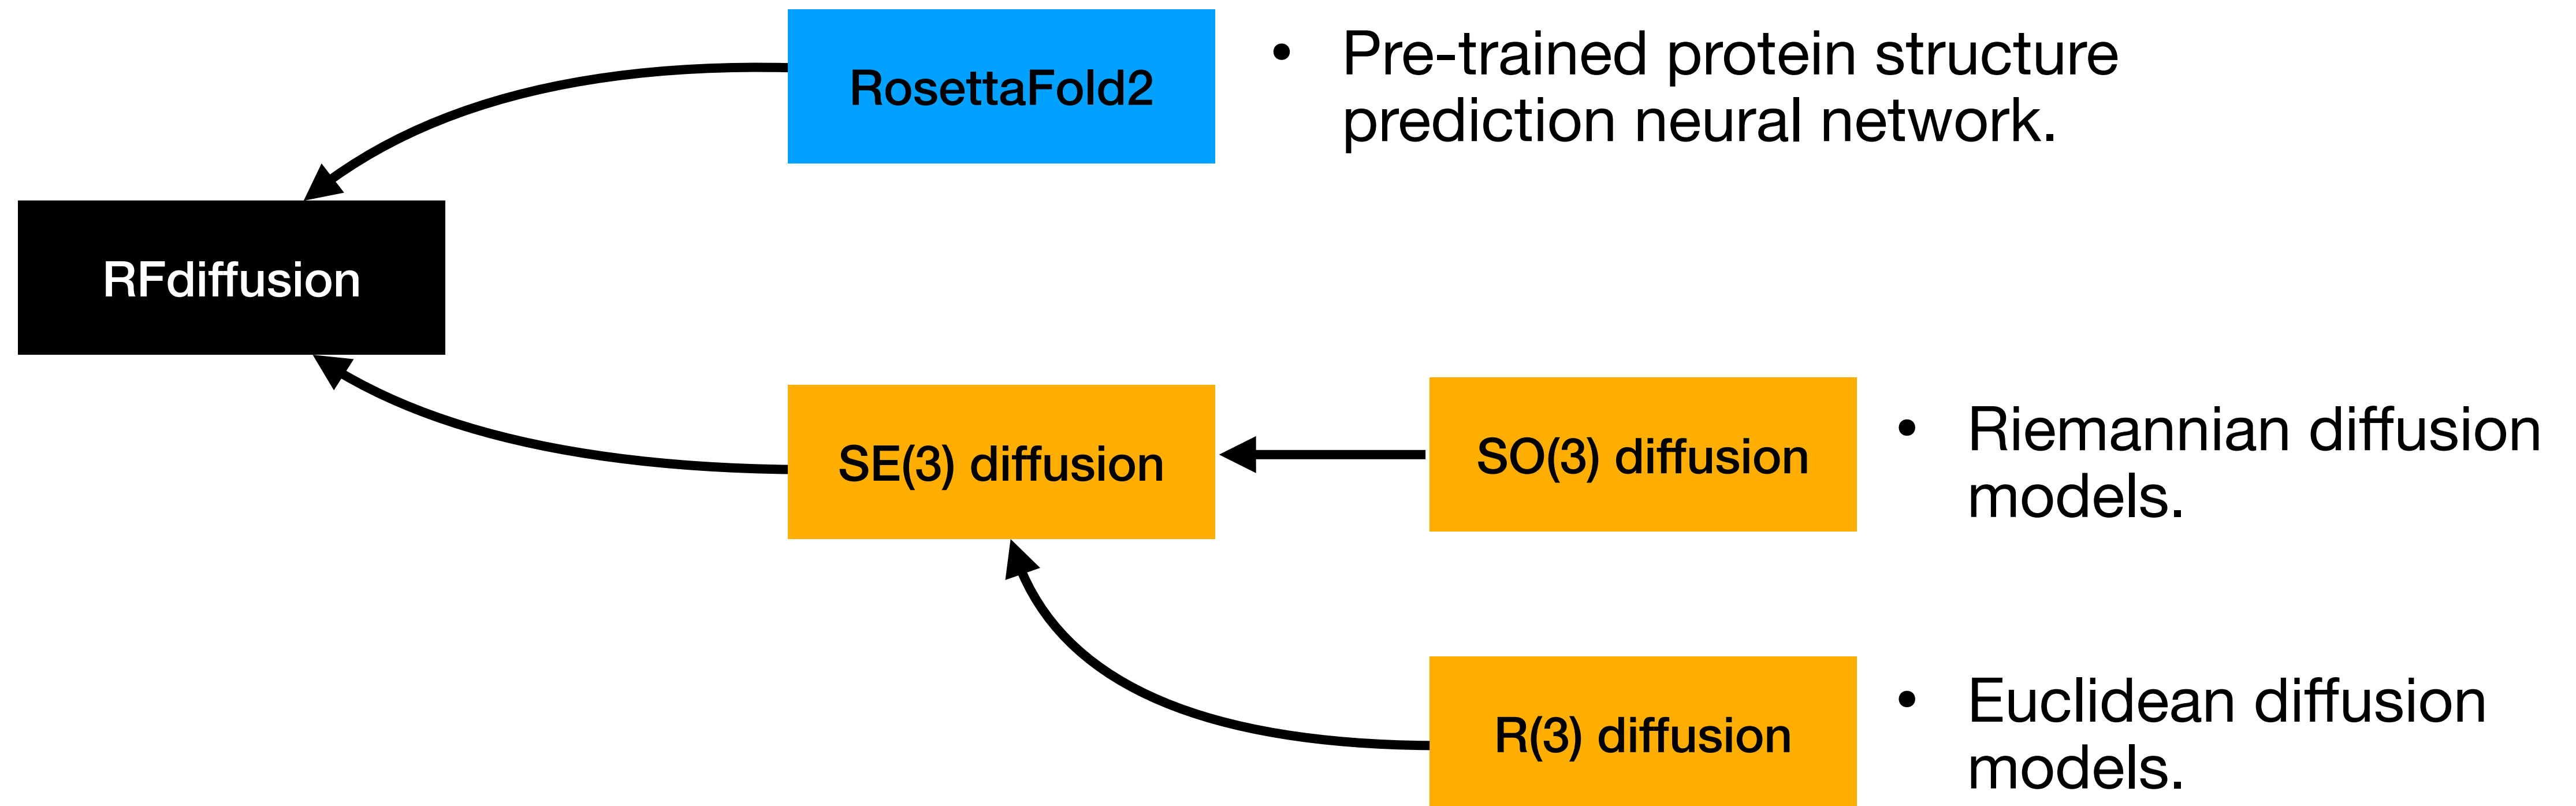 RosettaFold2
• Pre-trained protein structure
prediction neural network.
RFdiffusion
SE(3) diffusion
SO(3) diffusion
• Riemannian diffusion
models.
R(3) diffusion
• Euclidean diffusion
models.